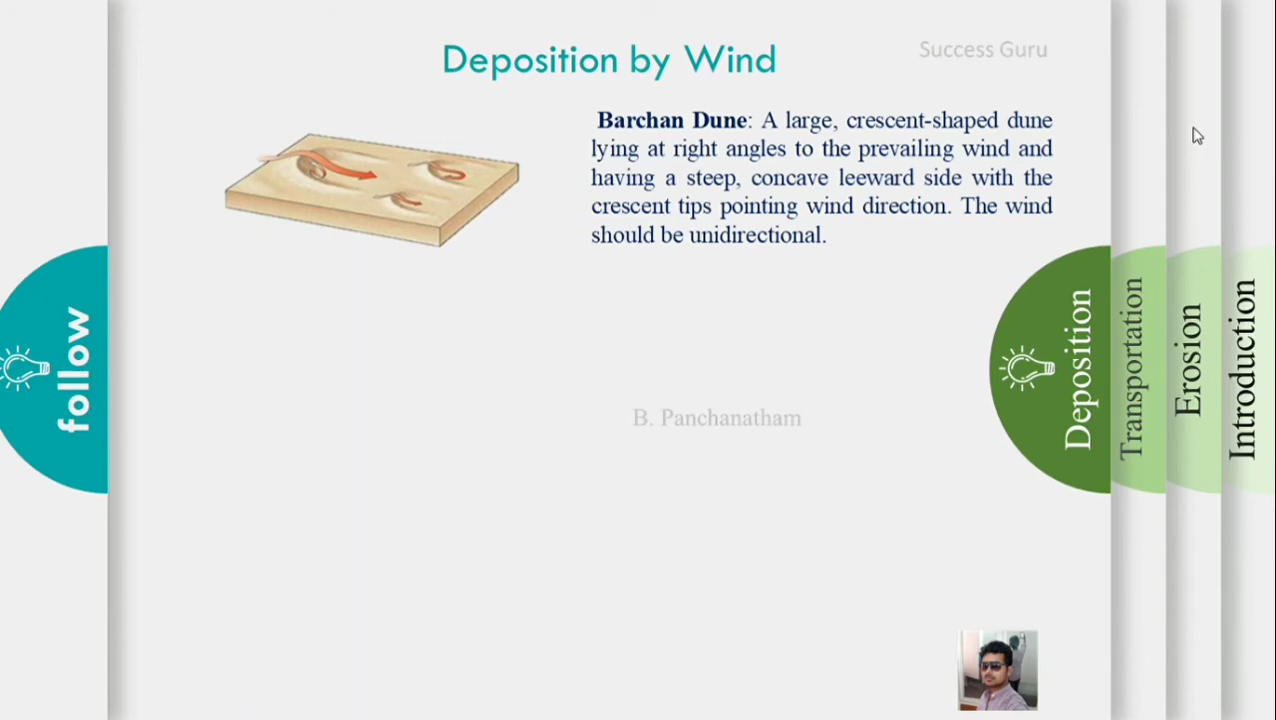 Deposition by Wind
Success Guru
Barchan Dune: A large, crescent-shaped dune
lying at right angles to the prevailing wind and
having a steep, concave leeward side with the
crescent tips pointing wind direction. The wind
should be unidirectional.
follow
Deposition
Transportation
Erosion
Introduction
B. Panchanatham